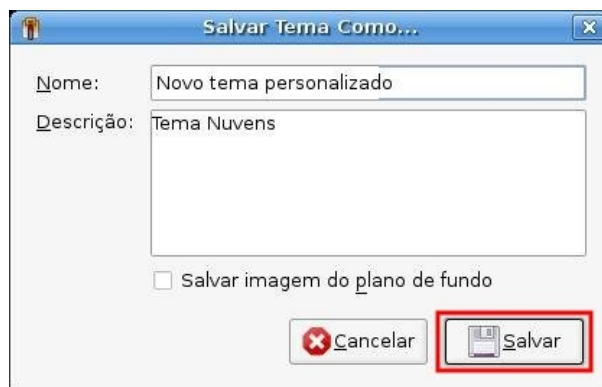 Salvar Tema Como...
Nome: Novo tema personalizado
Descrição: Tema Nuvens
Salvar imagem do plano de fundo
Cancelar Salvar